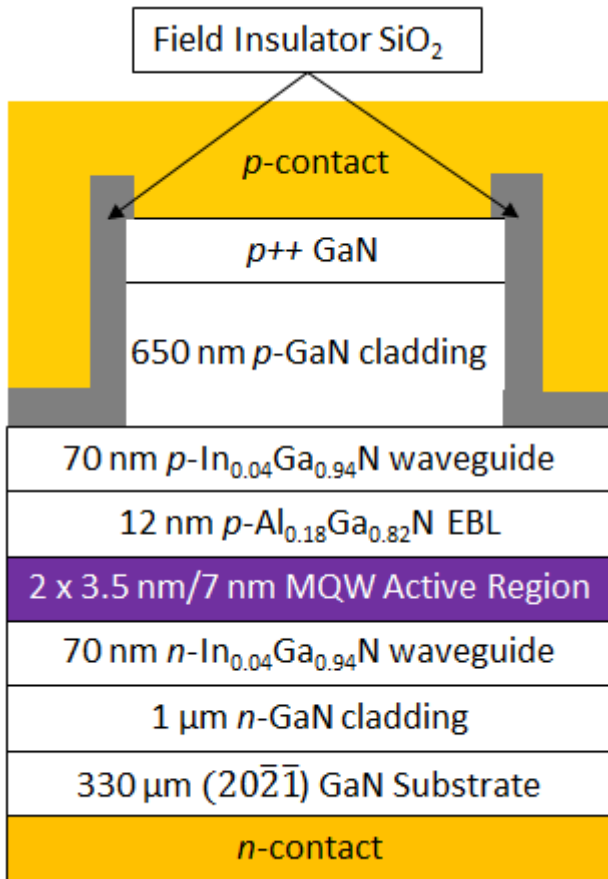 Field Insulator SiO₂
p-contact
p++ GaN
650 nm p-GaN cladding
70 nm p-In₀.₀₄Ga₀.₉₄N waveguide
12 nm p-Al₀.₁₈Ga₀.₈₂N EBL
2 x 3.5 nm/7 nm MQW Active Region
70 nm n-In₀.₀₄Ga₀.₉₄N waveguide
1 µm n-GaN cladding
330 µm (202̅1̅) GaN Substrate
n-contact